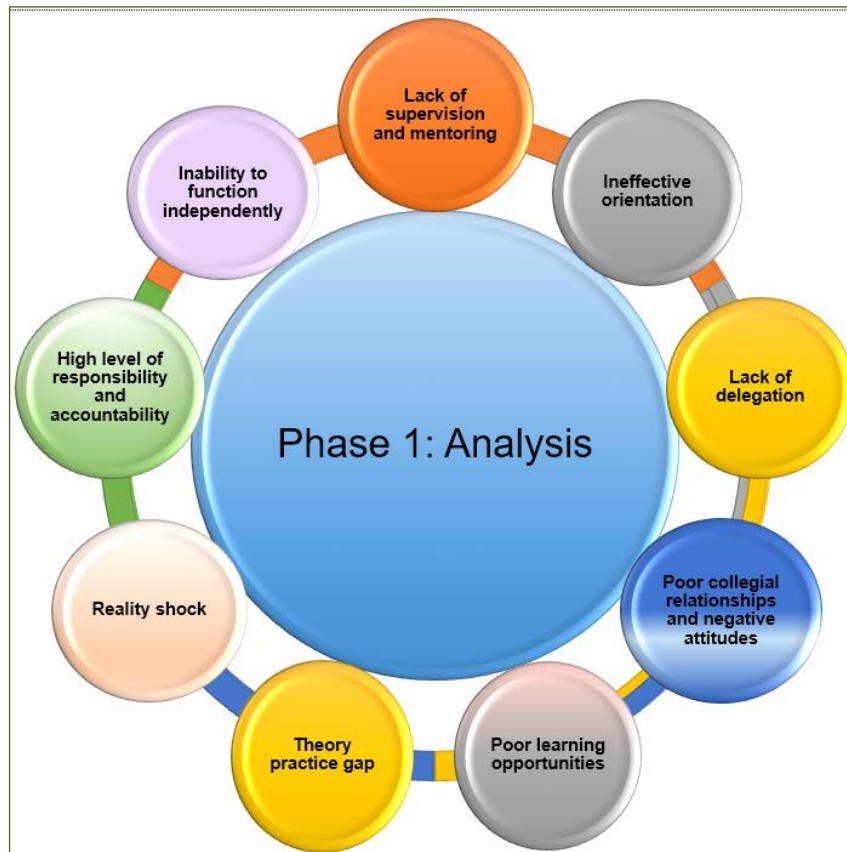 Lack of
supervision
and mentoring
Ineffective
orientation
Lack of
delegation
Poor collegial
relationships
and negative
attitudes
Poor learning
opportunities
Theory
practice gap
Reality shock
High level of
responsibility
and
accountability
Inability to
function
independently
Phase 1: Analysis